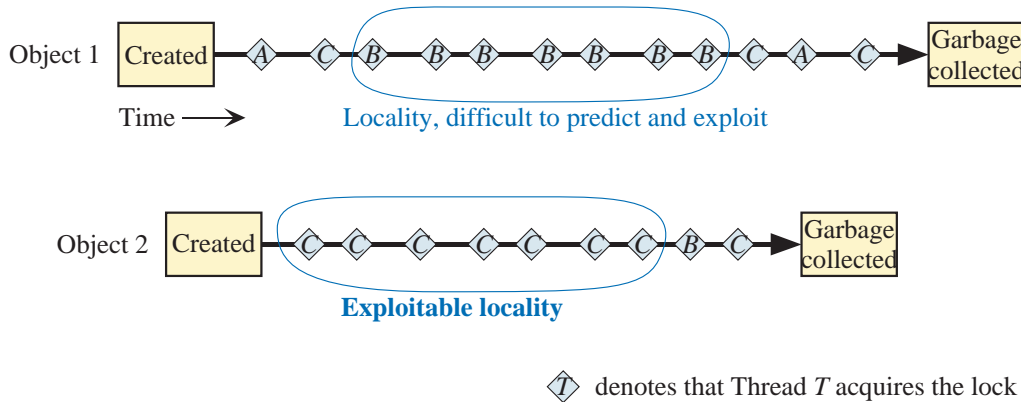 Object 1 Created A C B B B B B B B C A C Garbage collected
Time
Locality, difficult to predict and exploit
Object 2 Created C C C C C C C B C Garbage collected
Exploitable locality
T denotes that Thread T acquires the lock